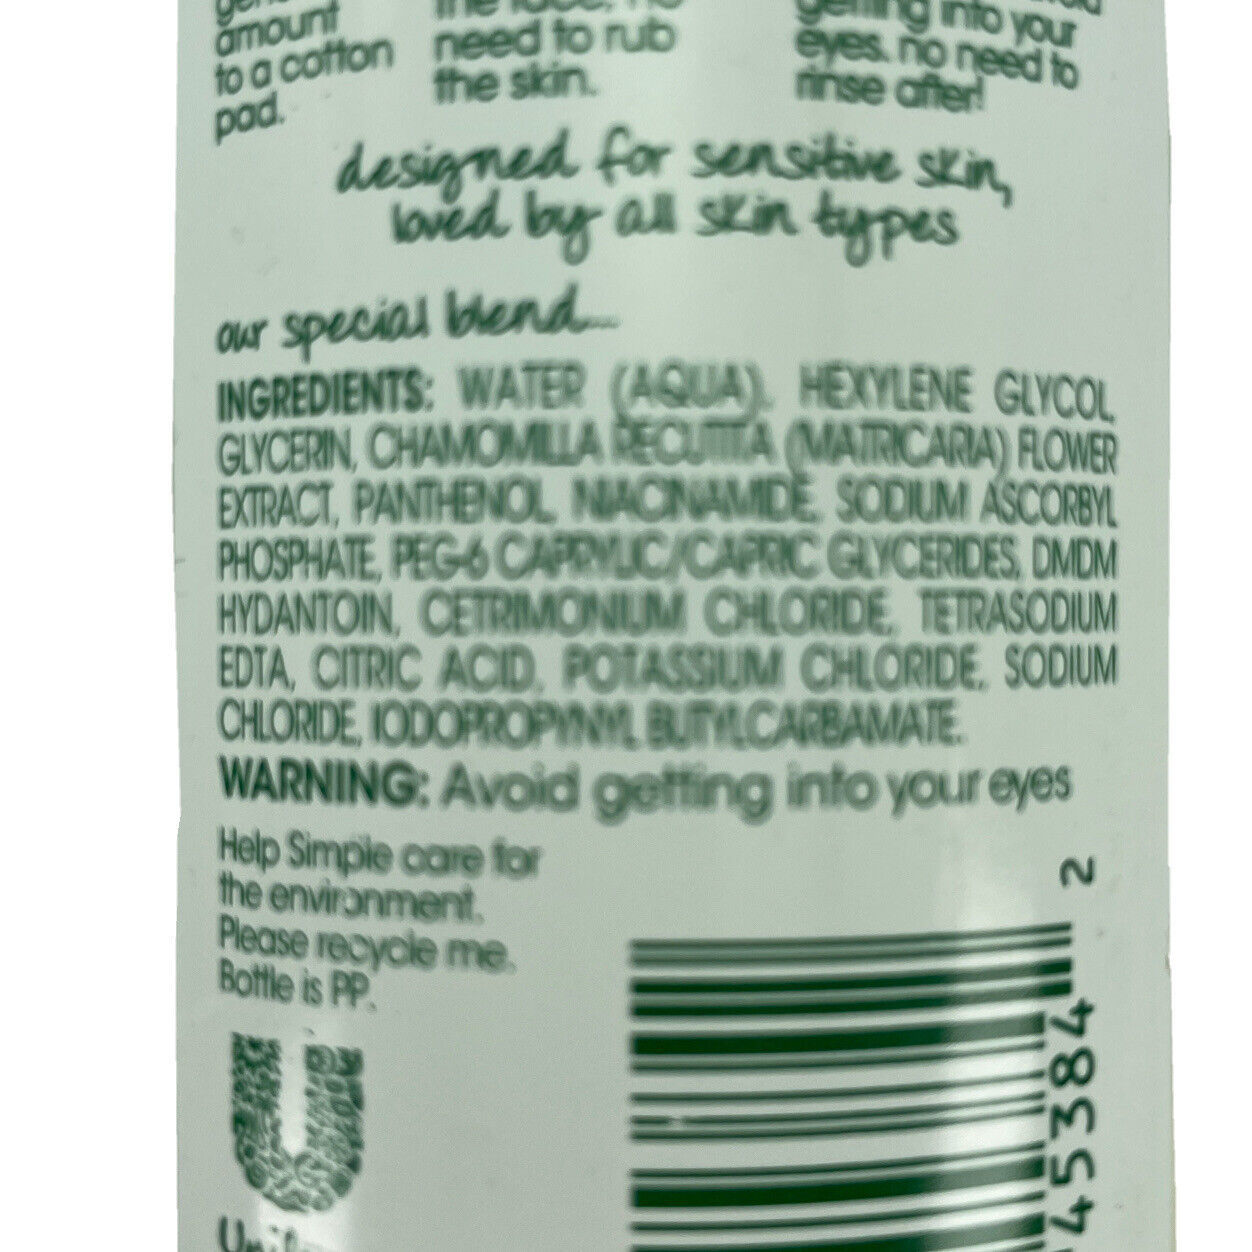 amount
to a cotton
pad.
need to rub
the skin.
getting into your
eyes. no need to
rinse after!
designed for sensitive skin,
loved by all skin types
our special blend...
INGREDIENTS: WATER (AQUA), HEXYLENE GLYCOL,
GLYCERIN, CHAMOMILLA RECUTITA (MATRICARIA) FLOWER
EXTRACT, PANTHENOL, NIACINAMIDE, SODIUM ASCORBYL
PHOSPHATE, PEG-6 CAPRYLIC/CAPRIC GLYCERIDES, DMDM
HYDANTOIN, CETRIMONIUM CHLORIDE, TETRASODIUM
EDTA, CITRIC ACID, POTASSIUM CHLORIDE, SODIUM
CHLORIDE, IODOPROPYNYL BUTYLCARBAMATE.
WARNING: Avoid getting into your eyes
Help Simple care for
the environment.
Please recycle me.
Bottle is PP.
45384 2